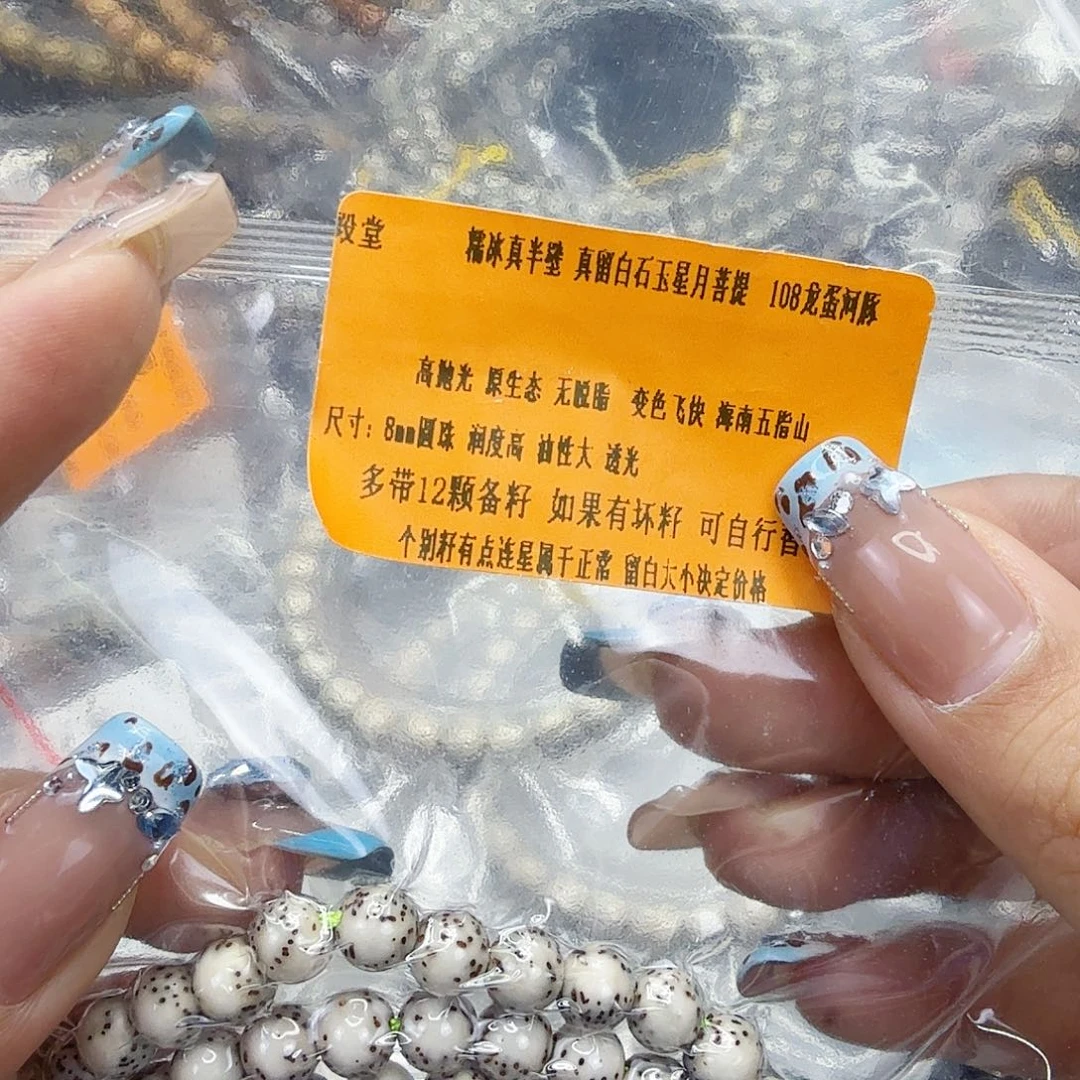 段堂 糯冰真半壁 真留白石玉星月菩提 108龙蛋河豚
高抛光 原生态 无脱脂 变色飞快 海南五指山
尺寸：8mm圆珠 润度高 油性大 透光
多带12颗备籽 如果有坏籽 可自行替
个别籽有点连星属于正常 留白大小决定价格